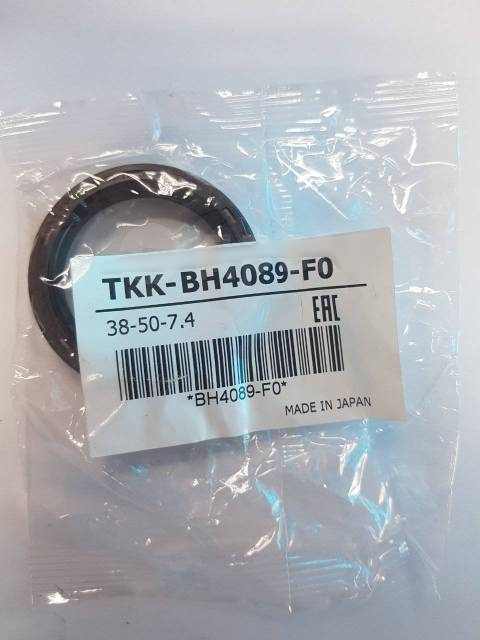 TKK-BH4089-F0
38-50-7.4
EAC
*BH4089-F0*
MADE IN JAPAN